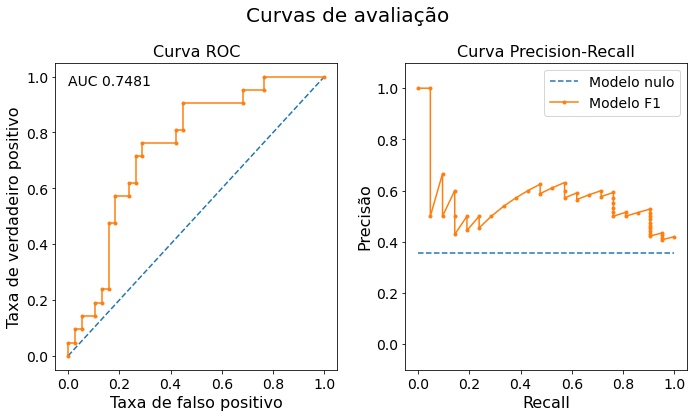 Curvas de avaliação
Curva ROC
AUC 0.7481
1.0
0.8
0.6
0.4
0.2
0.0
Taxa de verdadeiro positivo
0.0 0.2 0.4 0.6 0.8 1.0
Taxa de falso positivo
Curva Precision-Recall
Modelo nulo
Modelo F1
1.0
0.8
0.6
0.4
0.2
0.0
Precisão
0.0 0.2 0.4 0.6 0.8 1.0
Recall